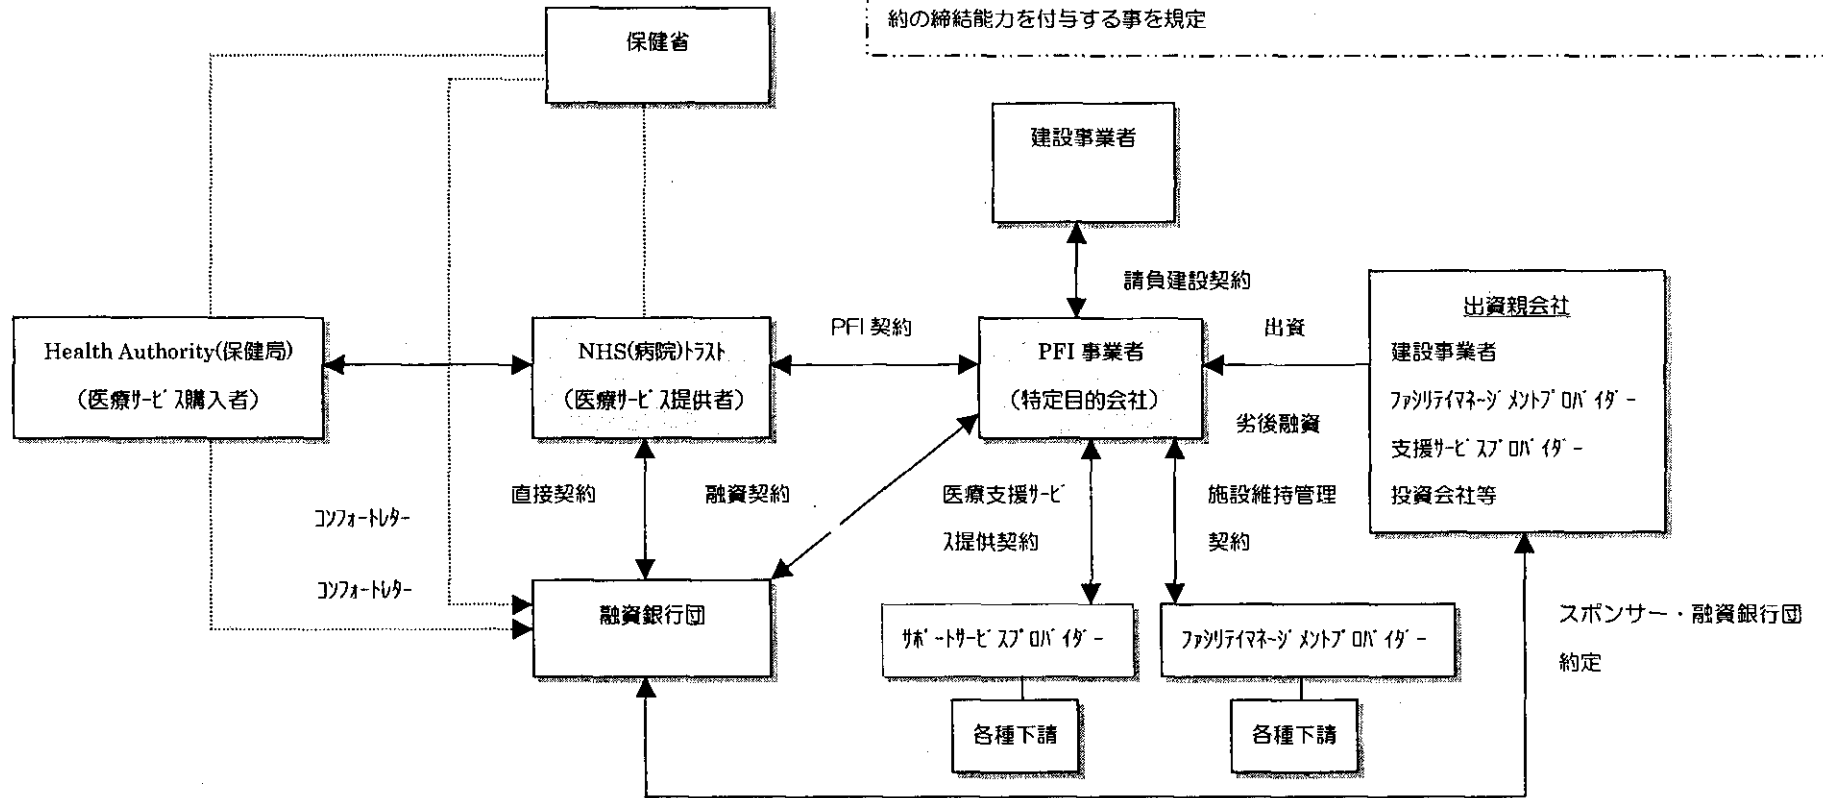 約の締結能力を付与する事を規定
保健省
建設事業者
請負建設契約
Health Authority(保健局)
(医療ｻｰﾋﾞｽ購入者)
NHS(病院)ﾄﾗｽﾄ
(医療ｻｰﾋﾞｽ提供者)
PFI 契約
PFI 事業者
(特定目的会社)
出資
劣後融資
出資親会社
建設事業者
ﾌｧｼﾘﾃｲﾏﾈｰｼﾞﾒﾝﾄﾌﾟﾛﾊﾞｲﾀﾞｰ
支援ｻｰﾋﾞｽﾌﾟﾛﾊﾞｲﾀﾞｰ
投資会社等
直接契約
融資契約
医療支援ｻｰﾋﾞ
ｽ提供契約
施設維持管理
契約
ｺﾝﾌｫｰﾄﾚﾀｰ
ｺﾝﾌｫｰﾄﾚﾀｰ
融資銀行団
ｻﾎﾟｰﾄｻｰﾋﾞｽﾌﾟﾛﾊﾞｲﾀﾞｰ
ﾌｧｼﾘﾃｲﾏﾈｰｼﾞﾒﾝﾄﾌﾟﾛﾊﾞｲﾀﾞｰ
スポンサー・融資銀行団
約定
各種下請
各種下請